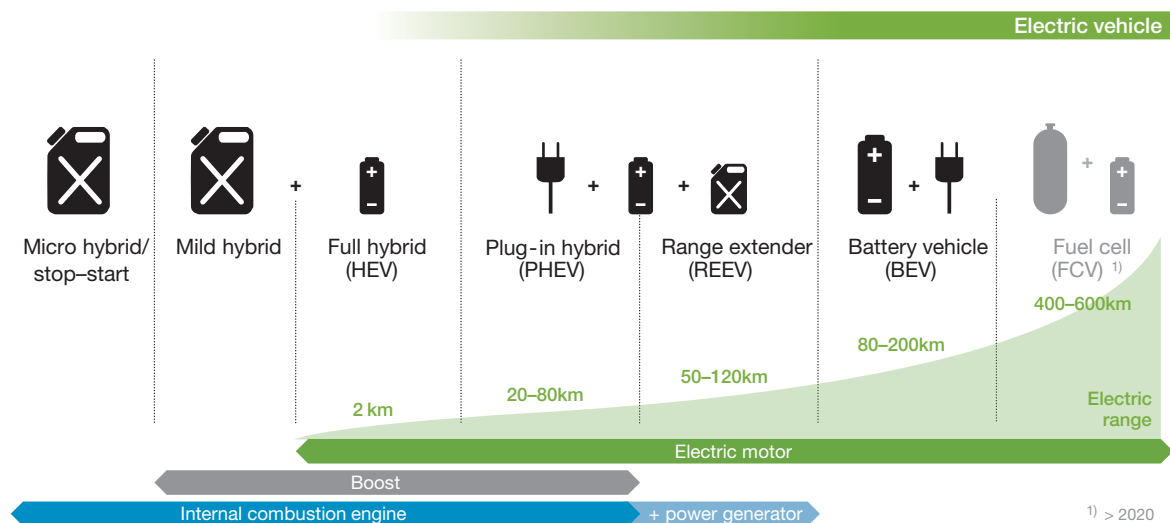 Electric vehicle
+
+
–
+
+
–
+
+
–
+
+
+
–
Micro hybrid/
stop–start
Mild hybrid
Full hybrid
(HEV)
Plug-in hybrid
(PHEV)
Range extender
(REEV)
Battery vehicle
(BEV)
Fuel cell
(FCV) 1)
400–600km
80–200km
50–120km
20–80km
2 km
Electric
range
Electric motor
Boost
Internal combustion engine
+ power generator
1) > 2020